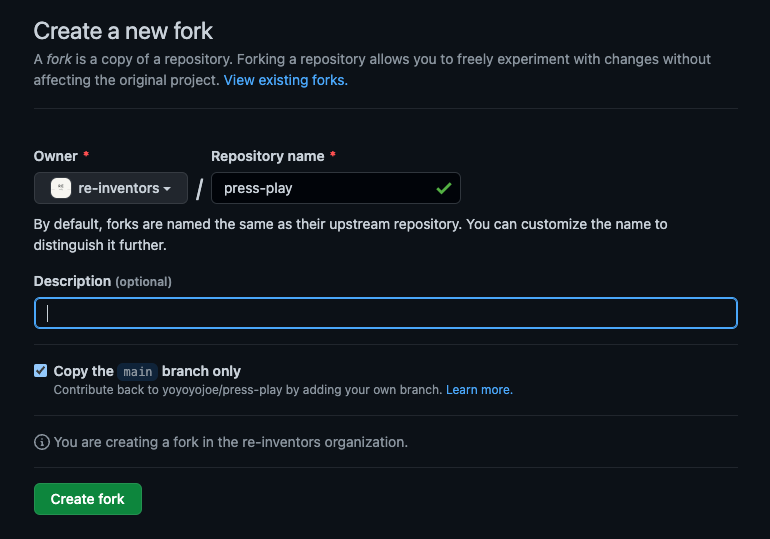 Create a new fork
A fork is a copy of a repository. Forking a repository allows you to freely experiment with changes without
affecting the original project. View existing forks.
Owner * Repository name *
re-inventors / press-play
By default, forks are named the same as their upstream repository. You can customize the name to
distinguish it further.
Description (optional)
Copy the main branch only
Contribute back to yoyoyojoe/press-play by adding your own branch. Learn more.
You are creating a fork in the re-inventors organization.
Create fork